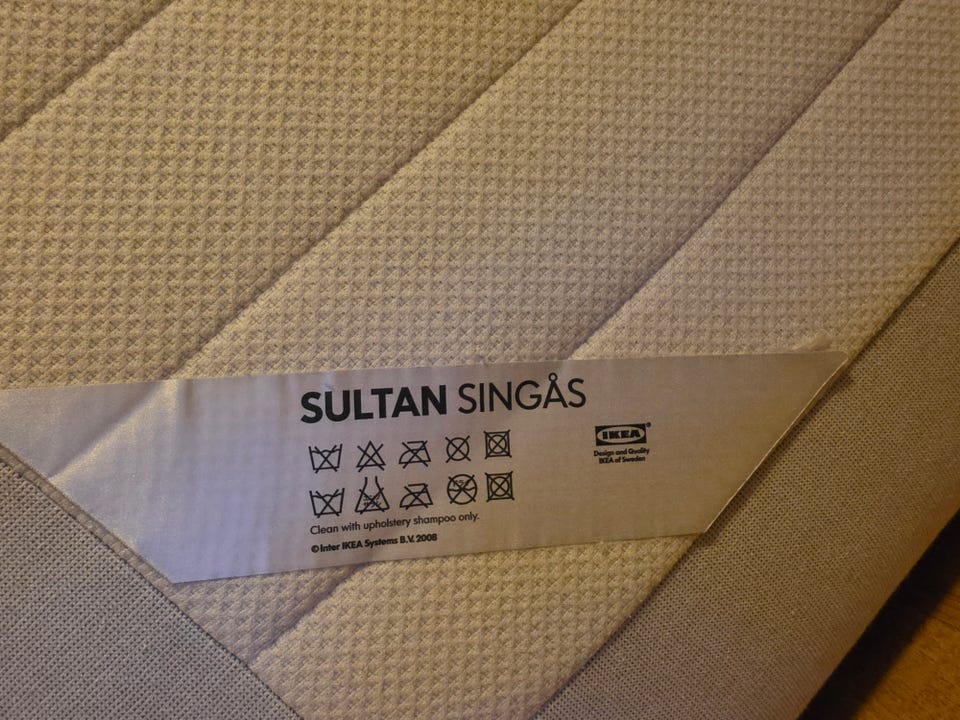 SULTAN SINGÅS
IKEA®
Design and Quality
IKEA of Sweden
Clean with upholstery shampoo only.
© Inter IKEA Systems B.V. 2008